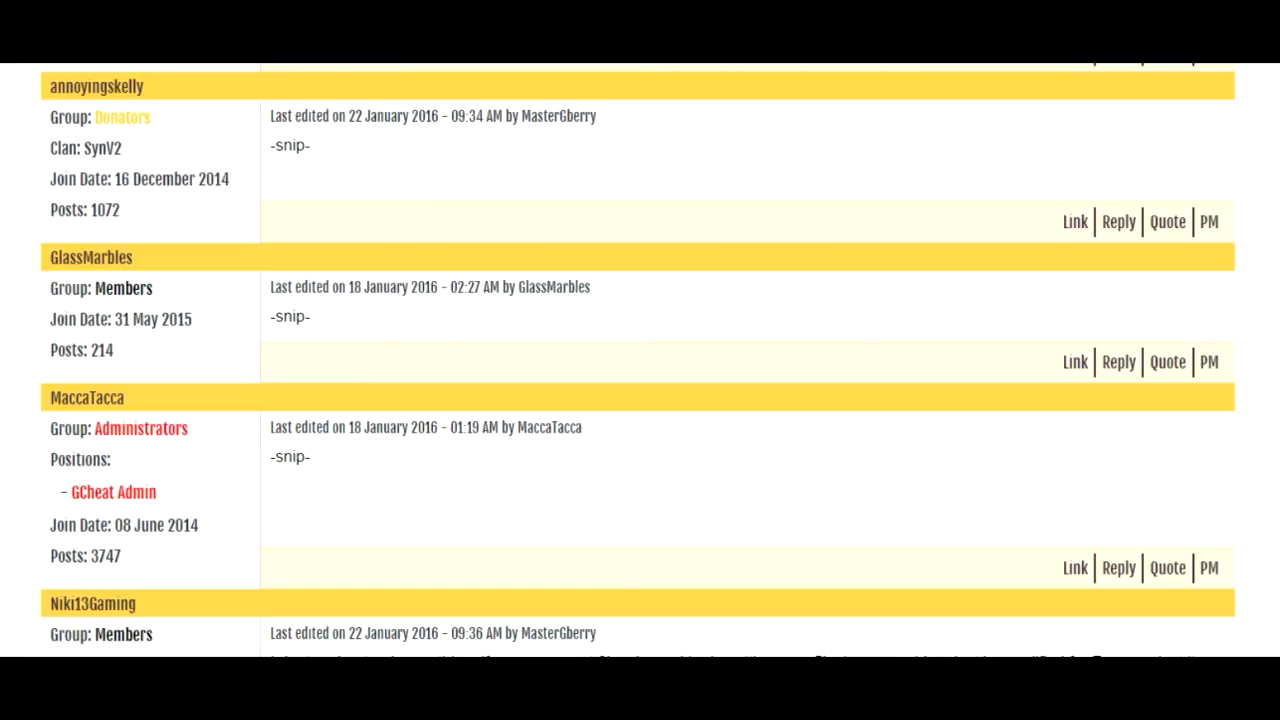 annoyingskelly
Group: Donators
Clan: SynV2
Join Date: 16 December 2014
Posts: 1072
Last edited on 22 January 2016 - 09:34 AM by MasterGberry
-snip-
Link Reply Quote PM
GlassMarbles
Group: Members
Join Date: 31 May 2015
Posts: 214
Last edited on 18 January 2016 - 02:27 AM by GlassMarbles
-snip-
Link Reply Quote PM
MaccaTacca
Group: Administrators
Positions:
- GCheat Admin
Join Date: 08 June 2014
Posts: 3747
Last edited on 18 January 2016 - 01:19 AM by MaccaTacca
-snip-
Link Reply Quote PM
Niki13Gaming
Group: Members
Last edited on 22 January 2016 - 09:36 AM by MasterGberry